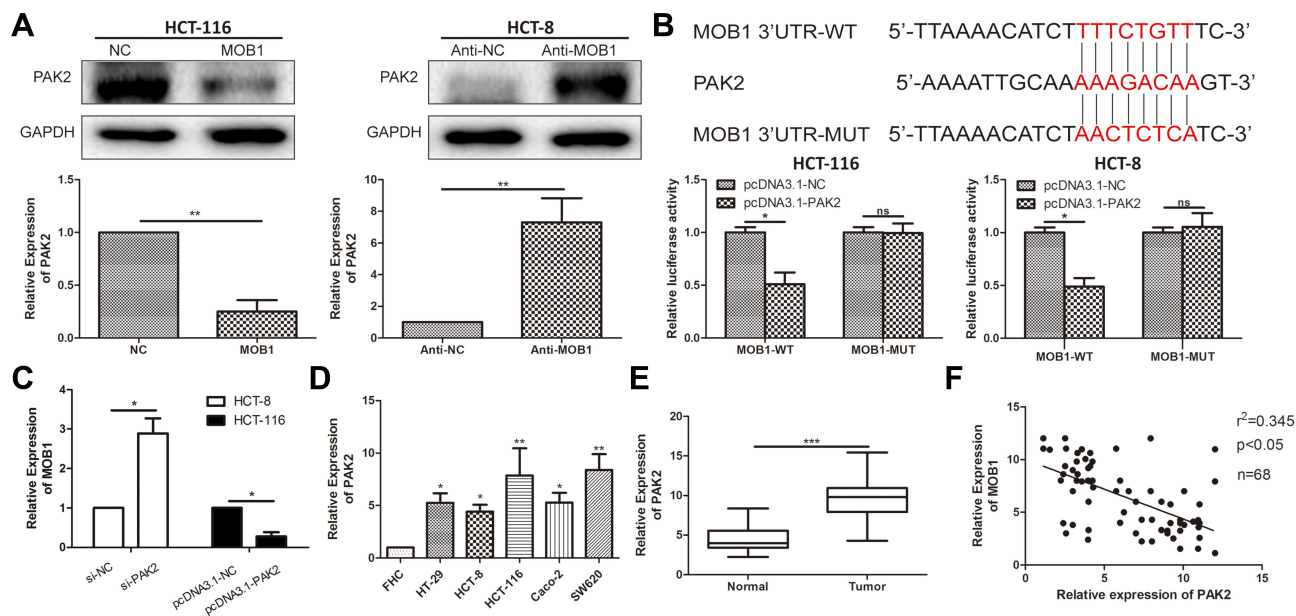 A
HCT-116
NC MOB1
PAK2
GAPDH
HCT-8
Anti-NC Anti-MOB1
PAK2
GAPDH
Relative Expression
of PAK2
1.5
1.0
0.5
0.0
**
NC MOB1
Relative Expression
of PAK2
10
8
6
4
2
0
**
Anti-NC Anti-MOB1
B
MOB1 3’UTR-WT 5’-TTAAAACATCTTTTCTGTTTC-3’
PAK2 5’-AAAATTGCAAAAAGACAAGT-3’
MOB1 3’UTR-MUT 5’-TTAAAACATCTAACTCTCATC-3’
HCT-116
pcDNA3.1-NC
pcDNA3.1-PAK2
Relative luciferase activity
1.5
1.0
0.5
0.0
*
ns
MOB1-WT MOB1-MUT
HCT-8
pcDNA3.1-NC
pcDNA3.1-PAK2
Relative luciferase activity
1.5
1.0
0.5
0.0
*
ns
MOB1-WT MOB1-MUT
C
Relative Expression
of MOB1
4
3
2
1
0
HCT-8
HCT-116
*
*
si-NC
si-PAK2
pcDNA3.1-NC
pcDNA3.1-PAK2
D
Relative Expression
of PAK2
15
10
5
0
*
*
**
*
**
FHC
HT-29
HCT-8
HCT-116
Caco-2
SW620
E
Relative Expression
of PAK2
20
15
10
5
0
***
Normal Tumor
F
Relative Expression
of MOB1
15
10
5
0
0 5 10 15
Relative expression of PAK2
r²=0.345
p<0.05
n=68